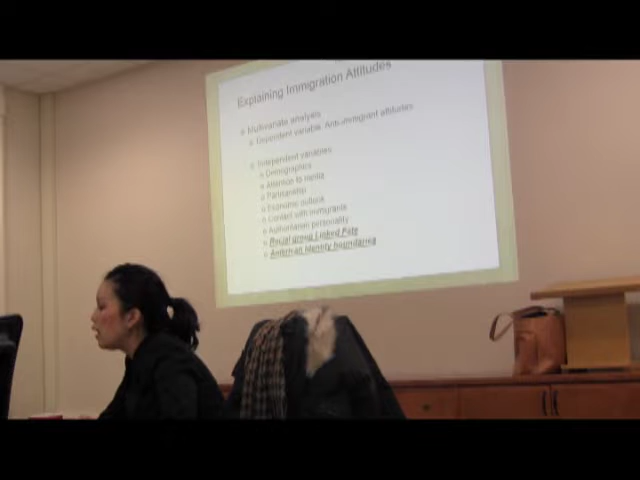 Explaining Immigration Attitudes
Multivariate analysis
Dependent variable: Anti-immigrant attitudes
Independent variables
Demographics
Attention to media
Partisanship
Economic outlook
Contact with immigrants
Authoritarian personality
Racial group Linked Fate
American identity boundaries